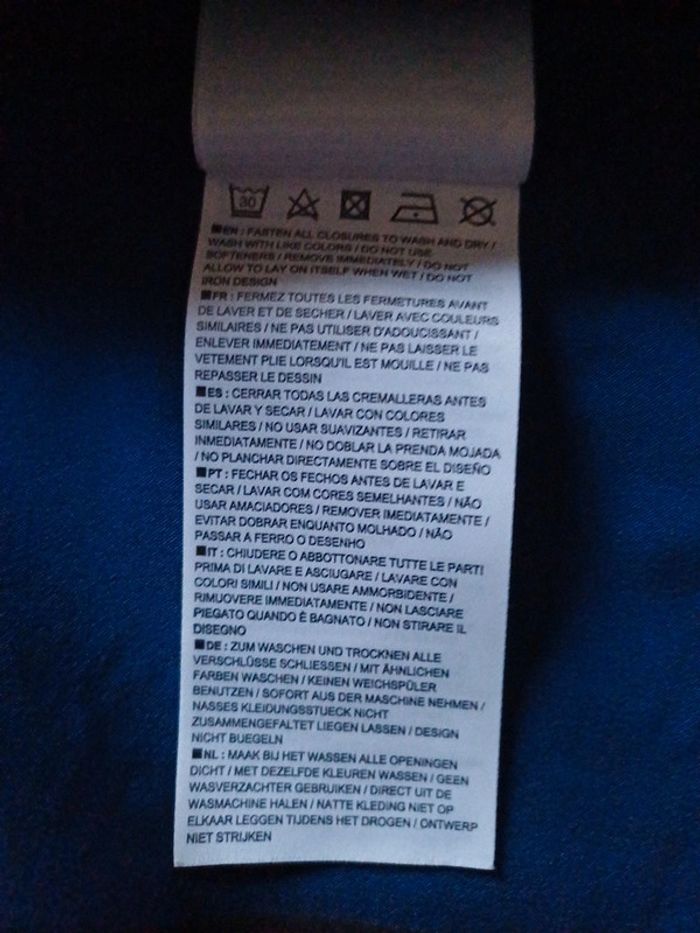 30
EN : FASTEN ALL CLOSURES TO WASH AND DRY /
WASH WITH LIKE COLORS / DO NOT USE
SOFTENERS / REMOVE IMMEDIATELY / DO NOT
ALLOW TO LAY ON ITSELF WHEN WET / DO NOT
IRON DESIGN
FR : FERMEZ TOUTES LES FERMETURES AVANT
DE LAVER ET DE SECHER / LAVER AVEC COULEURS
SIMILAIRES / NE PAS UTILISER D'ADOUCISSANT /
ENLEVER IMMEDIATEMENT / NE PAS LAISSER LE
VETEMENT PLIE LORSQU'IL EST MOUILLE / NE PAS
REPASSER LE DESSIN
ES : CERRAR TODAS LAS CREMALLERAS ANTES
DE LAVAR Y SECAR / LAVAR CON COLORES
SIMILARES / NO USAR SUAVIZANTES / RETIRAR
INMEDIATAMENTE / NO DOBLAR LA PRENDA MOJADA
/ NO PLANCHAR DIRECTAMENTE SOBRE EL DISEÑO
PT : FECHAR OS FECHOS ANTES DE LAVAR E
SECAR / LAVAR COM CORES SEMELHANTES / NÃO
USAR AMACIADORES / REMOVER IMEDIATAMENTE /
EVITAR DOBRAR ENQUANTO MOLHADO / NÃO
PASSAR A FERRO O DESENHO
IT : CHIUDERE O ABBOTTONARE TUTTE LE PARTI
PRIMA DI LAVARE E ASCIUGARE / LAVARE CON
COLORI SIMILI / NON USARE AMMORBIDENTE /
RIMUOVERE IMMEDIATAMENTE / NON LASCIARE
PIEGATO QUANDO È BAGNATO / NON STIRARE IL
DISEGNO
DE : ZUM WASCHEN UND TROCKNEN ALLE
VERSCHLÜSSE SCHLIESSEN / MIT ÄHNLICHEN
FARBEN WASCHEN / KEINEN WEICHSPÜLER
BENUTZEN / SOFORT AUS DER MASCHINE NEHMEN /
NASSES KLEIDUNGSSTUECK NICHT
ZUSAMMENGEFALTET LIEGEN LASSEN / DESIGN
NICHT BUEGELN
NL : MAAK BIJ HET WASSEN ALLE OPENINGEN
DICHT / MET DEZELFDE KLEUREN WASSEN / GEEN
WASVERZACHTER GEBRUIKEN / DIRECT UIT DE
WASMACHINE HALEN / NATTE KLEDING NIET OP
ELKAAR LEGGEN TIJDENS HET DROGEN / ONTWERP
NIET STRIJKEN